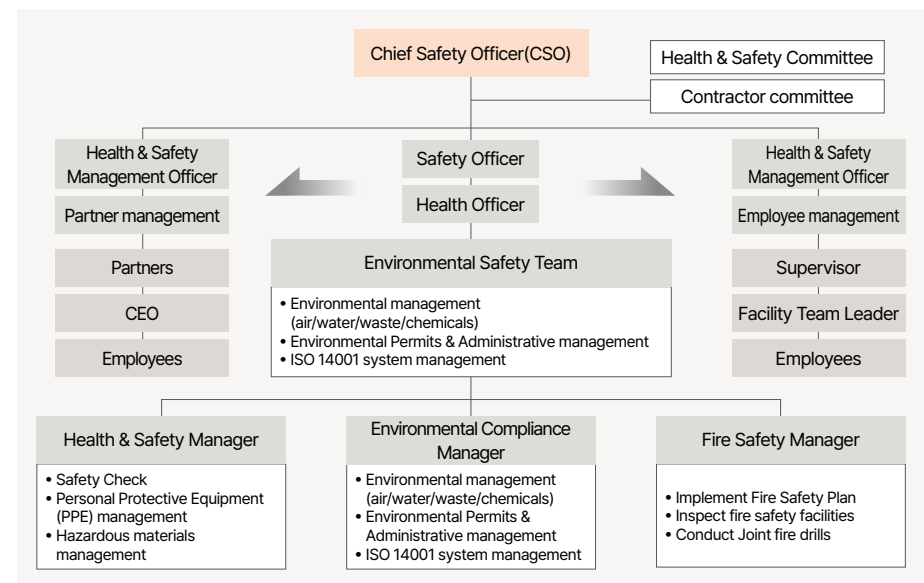 Chief Safety Officer(CSO)
Health & Safety Committee
Contractor committee
Health & Safety
Management Officer
Partner management
Partners
CEO
Employees
Safety Officer
Health Officer
Health & Safety
Management Officer
Employee management
Supervisor
Facility Team Leader
Employees
Environmental Safety Team
• Environmental management
(air/water/waste/chemicals)
• Environmental Permits & Administrative management
• ISO 14001 system management
Health & Safety Manager
• Safety Check
• Personal Protective Equipment
(PPE) management
• Hazardous materials
management
Environmental Compliance
Manager
• Environmental management
(air/water/waste/chemicals)
• Environmental Permits &
Administrative management
• ISO 14001 system management
Fire Safety Manager
• Implement Fire Safety Plan
• Inspect fire safety facilities
• Conduct Joint fire drills